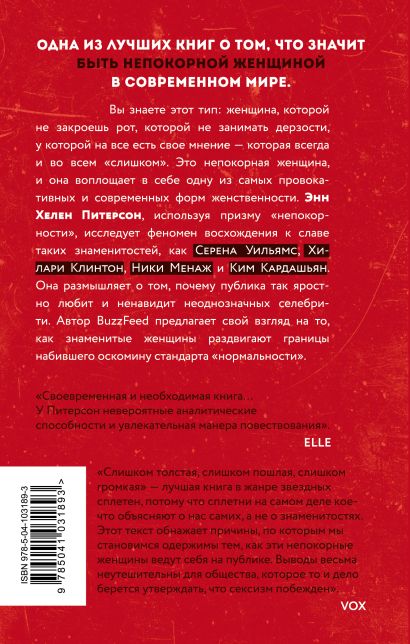 ОДНА ИЗ ЛУЧШИХ КНИГ О ТОМ, ЧТО ЗНАЧИТ
БЫТЬ НЕПОКОРНОЙ ЖЕНЩИНОЙ
В СОВРЕМЕННОМ МИРЕ.
Вы знаете этот тип: женщина, которой
не закроешь рот, которой не занимать дерзости,
у которой на все есть свое мнение – которая всегда
и во всем «слишком». Это непокорная женщина,
и она воплощает в себе одну из самых провока-
тивных и современных форм женственности. ЭНН
ХЕЛЕН ПИТЕРСОН, используя призму «непокор-
ности», исследует феномен восхождения к славе
таких знаменитостей, как СЕРЕНА УИЛЬЯМС, ХИ-
ЛАРИ КЛИНТОН, НИКИ МЕНАЖ и КИМ КАРДАШЬЯН.
Она размышляет о том, почему публика так ярост-
но любит и ненавидит неоднозначных селебри-
ти. Автор BuzzFeed предлагает свой взгляд на то,
как знаменитые женщины раздвигают границы
набившего оскомину стандарта «нормальности».
«Своевременная и необходимая книга...
У Питерсон невероятные аналитические
способности и увлекательная манера повествования».
ELLE
«Слишком толстая, слишком пошлая, слишком
громкая» – лучшая книга в жанре звездных
сплетен, потому что сплетни на самом деле кое-
что объясняют о нас самих, а не о знаменитостях.
Этот текст обнажает причины, по которым мы
становимся одержимы тем, как эти непокорные
женщины ведут себя на публике. Выводы весьма
неутешительны для общества, которое то и дело
берется утверждать, что сексизм побежден».
VOX
ISBN 978-5-04-103189-3
9 785041 031893 >